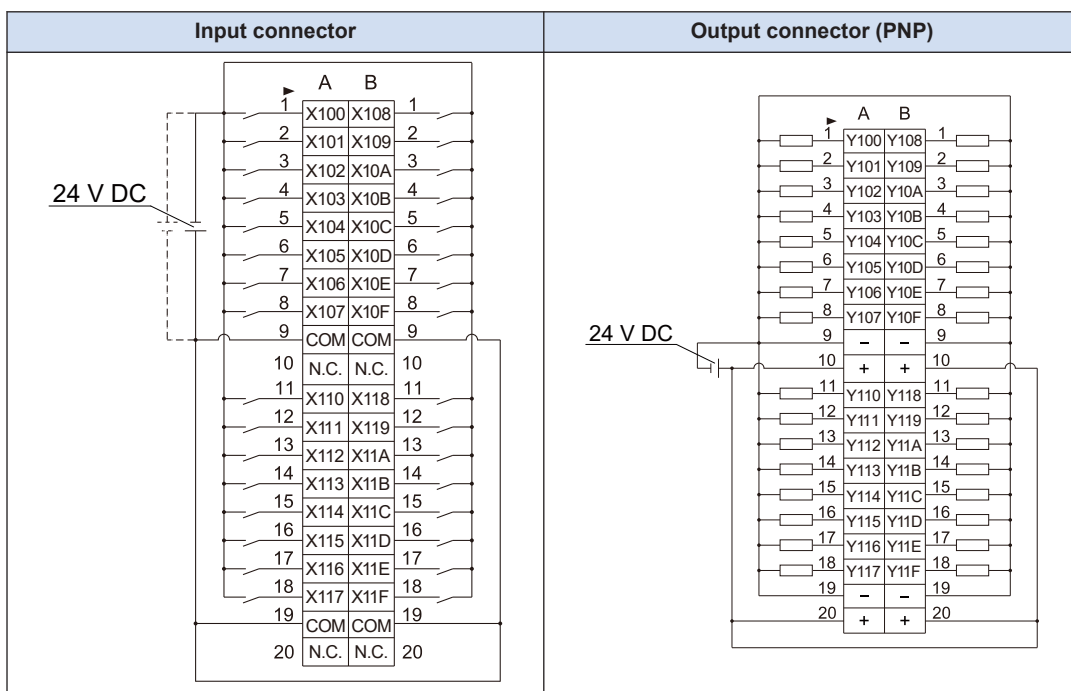 Input connector
Output connector (PNP)
A B
1 X100 X108 1
2 X101 X109 2
3 X102 X10A 3
4 X103 X10B 4
5 X104 X10C 5
6 X105 X10D 6
7 X106 X10E 7
8 X107 X10F 8
9 COM COM 9
10 N.C. N.C. 10
11 X110 X118 11
12 X111 X119 12
13 X112 X11A 13
14 X113 X11B 14
15 X114 X11C 15
16 X115 X11D 16
17 X116 X11E 17
18 X117 X11F 18
19 COM COM 19
20 N.C. N.C. 20
24 V DC
A B
1 Y100 Y108 1
2 Y101 Y109 2
3 Y102 Y10A 3
4 Y103 Y10B 4
5 Y104 Y10C 5
6 Y105 Y10D 6
7 Y106 Y10E 7
8 Y107 Y10F 8
9 − − 9
10 + + 10
11 Y110 Y118 11
12 Y111 Y119 12
13 Y112 Y11A 13
14 Y113 Y11B 14
15 Y114 Y11C 15
16 Y115 Y11D 16
17 Y116 Y11E 17
18 Y117 Y11F 18
19 − − 19
20 + + 20
24 V DC